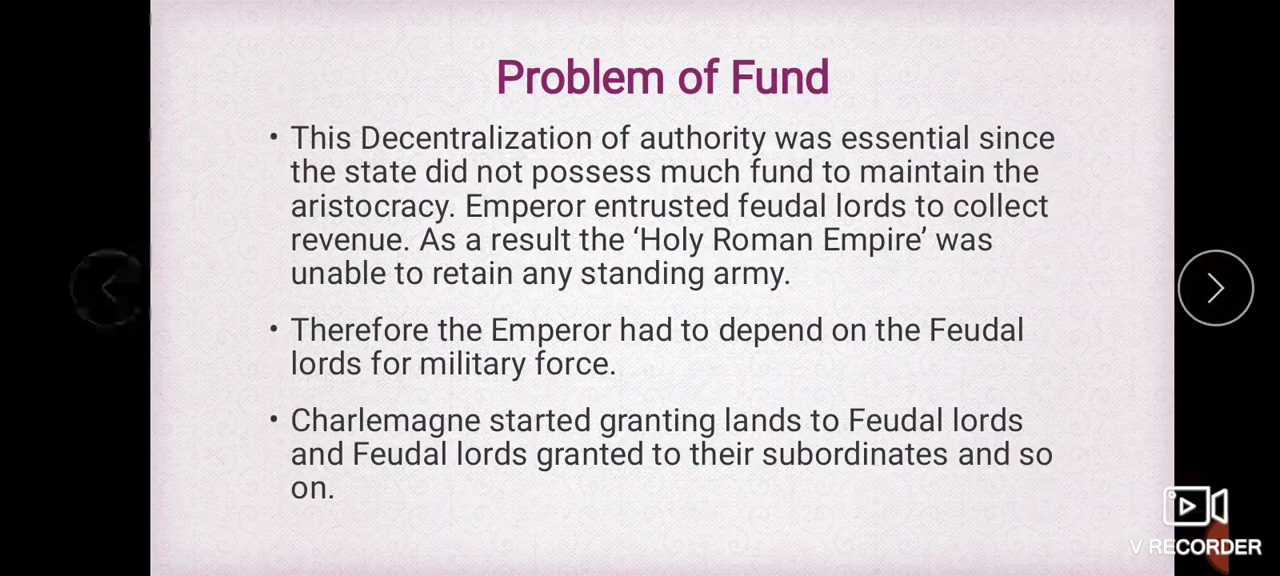 Problem of Fund
• This Decentralization of authority was essential since
the state did not possess much fund to maintain the
aristocracy. Emperor entrusted feudal lords to collect
revenue. As a result the ‘Holy Roman Empire’ was
unable to retain any standing army.
• Therefore the Emperor had to depend on the Feudal
lords for military force.
• Charlemagne started granting lands to Feudal lords
and Feudal lords granted to their subordinates and so
on.
V RECORDER